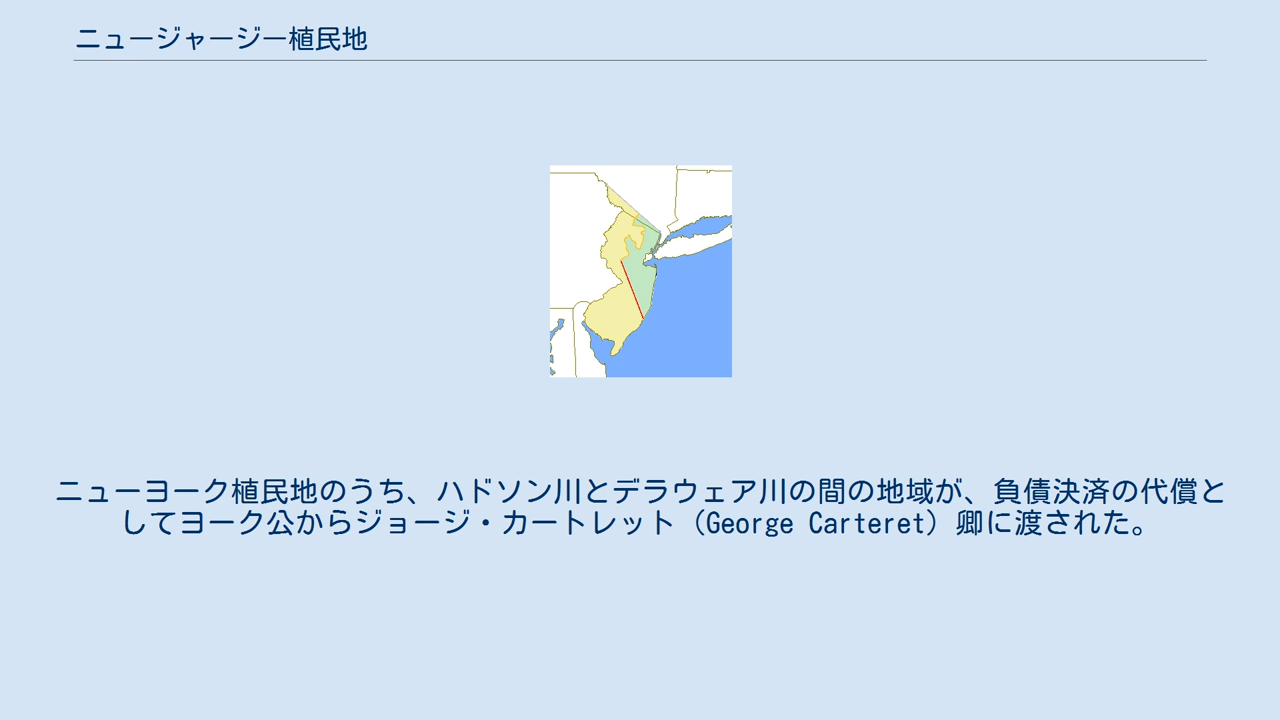 ニュージャージー植民地
ニューヨーク植民地のうち、ハドソン川とデラウェア川の間の地域が、負債決済の代償と
してヨーク公からジョージ・カートレット（George Carteret）卿に渡された。